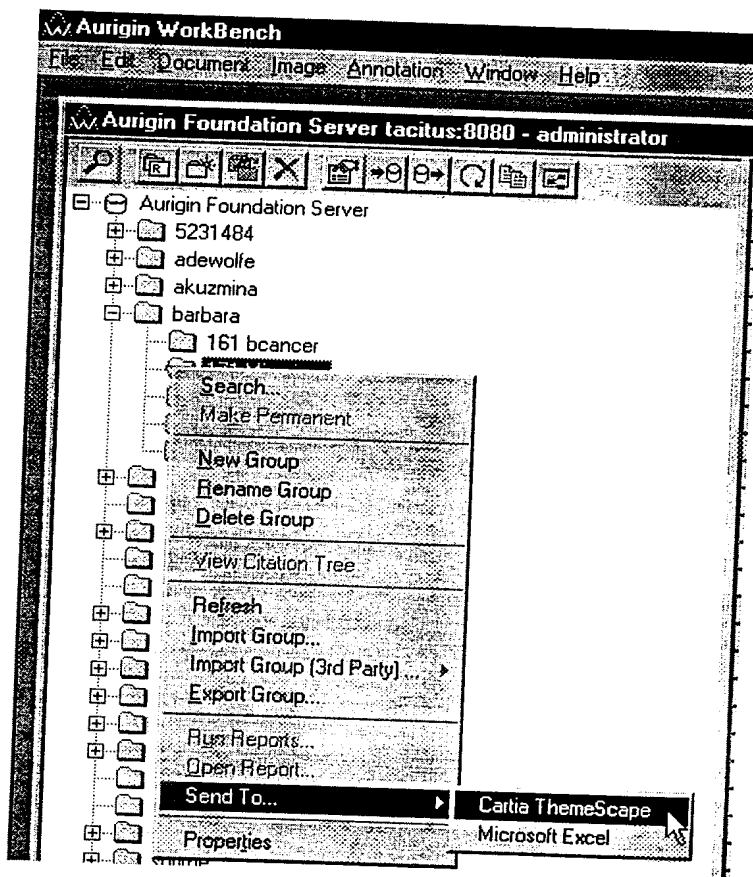 Aurigin WorkBench
File Edit Document Image Annotation Window Help
Aurigin Foundation Server tacitus:8080 - administrator
Aurigin Foundation Server
5231484
adewolfe
akuzmina
barbara
161 bcancer
Search...
Make Permanent
New Group
Rename Group
Delete Group
View Citation Tree
Refresh
Import Group...
Import Group (3rd Party) ...
Export Group...
Run Reports...
Open Report...
Send To...
Cartia ThemeScape
Microsoft Excel
Properties